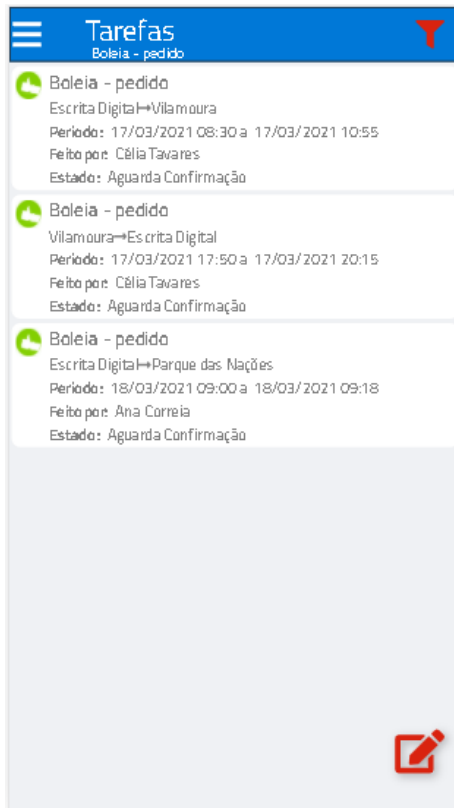 Tarefas
Boleia - pedido
Boleia - pedido
Escrita Digital↦Vilamoura
Período: 17/03/2021 08:30 a 17/03/2021 10:55
Feito por: Célia Tavares
Estado: Aguarda Confirmação
Boleia - pedido
Vilamoura↦Escrita Digital
Período: 17/03/2021 17:50 a 17/03/2021 20:15
Feito por: Célia Tavares
Estado: Aguarda Confirmação
Boleia - pedido
Escrita Digital↦Parque das Nações
Período: 18/03/2021 09:00 a 18/03/2021 09:18
Feito por: Ana Correia
Estado: Aguarda Confirmação